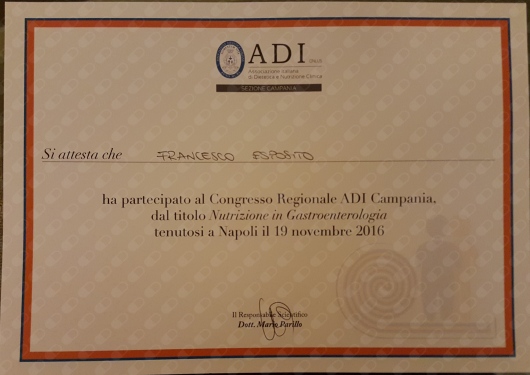 ADI ONLUS
Associazione Italiana
di Dietetica e Nutrizione Clinica
SEZIONE CAMPANIA
Si attesta che FRANCESCO ESPOSITO
ha partecipato al Congresso Regionale ADI Campania,
dal titolo Nutrizione in Gastroenterologia
tenutosi a Napoli il 19 novembre 2016
Il Responsabile Scientifico
Dott. Mario Parillo